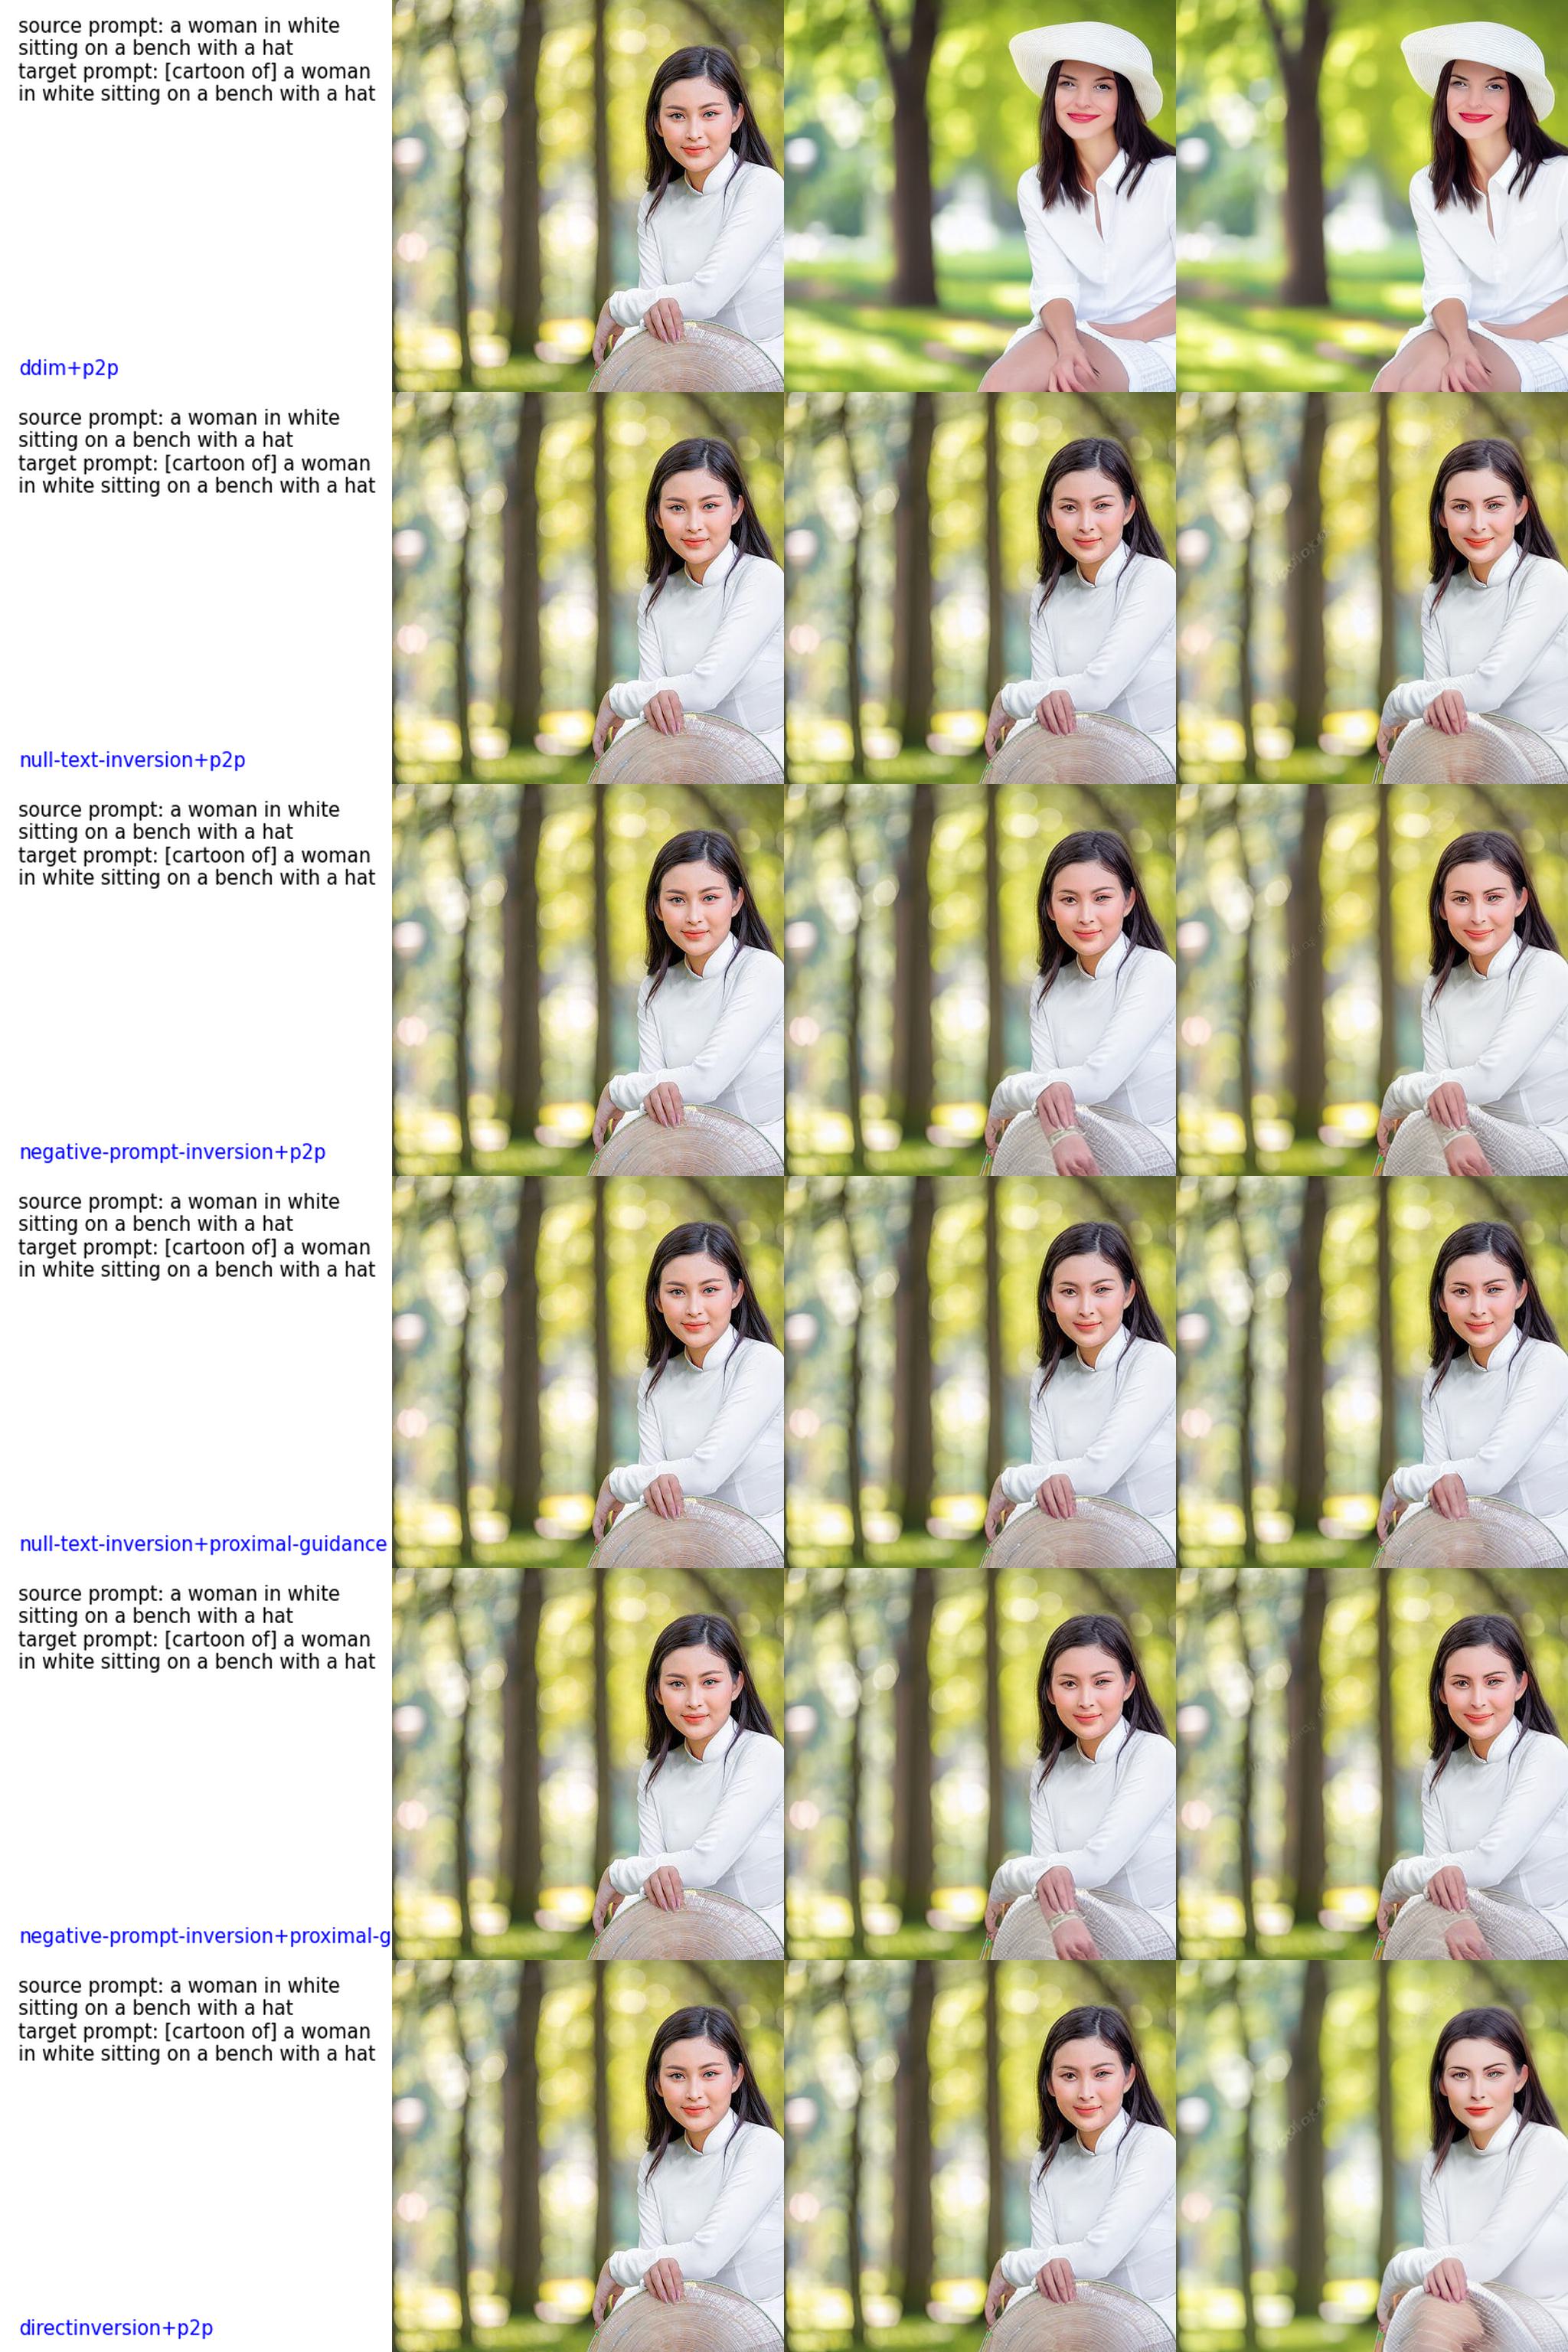 source prompt: a woman in white
sitting on a bench with a hat
target prompt: [cartoon of] a woman
in white sitting on a bench with a hat
ddim+p2p
source prompt: a woman in white
sitting on a bench with a hat
target prompt: [cartoon of] a woman
in white sitting on a bench with a hat
null-text-inversion+p2p
source prompt: a woman in white
sitting on a bench with a hat
target prompt: [cartoon of] a woman
in white sitting on a bench with a hat
negative-prompt-inversion+p2p
source prompt: a woman in white
sitting on a bench with a hat
target prompt: [cartoon of] a woman
in white sitting on a bench with a hat
null-text-inversion+proximal-guidance
source prompt: a woman in white
sitting on a bench with a hat
target prompt: [cartoon of] a woman
in white sitting on a bench with a hat
negative-prompt-inversion+proximal-g
source prompt: a woman in white
sitting on a bench with a hat
target prompt: [cartoon of] a woman
in white sitting on a bench with a hat
directinversion+p2p